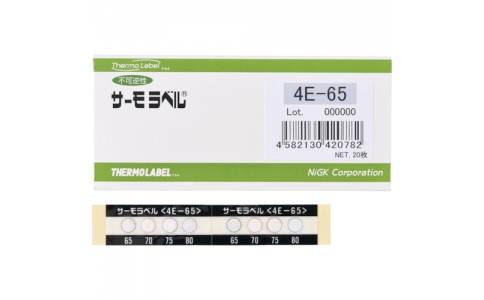 Thermo Label T.M.
不可逆性
サーモラベル®
THERMOLABEL T.M.
4E-65
Lot. 000000
4 582130 420782
NET. 20枚
NiGK Corporation
サーモラベル <4E-65> サーモラベル <4E-65>
65 70 75 80 65 70 75 80